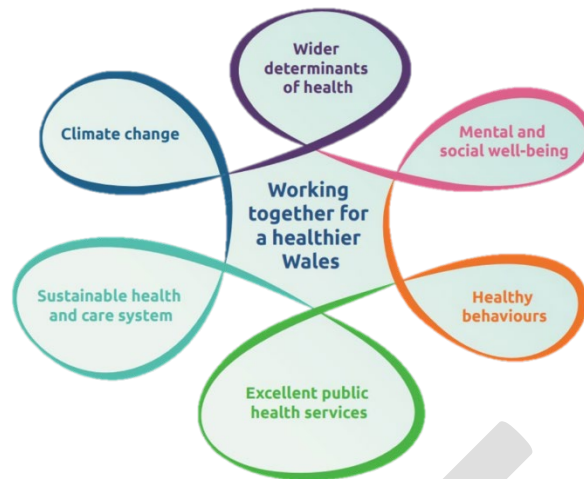 Wider
determinants
of health
Climate change
Mental and
social well-being
Working
together for
a healthier
Wales
Sustainable health
and care system
Healthy
behaviours
Excellent public
health services